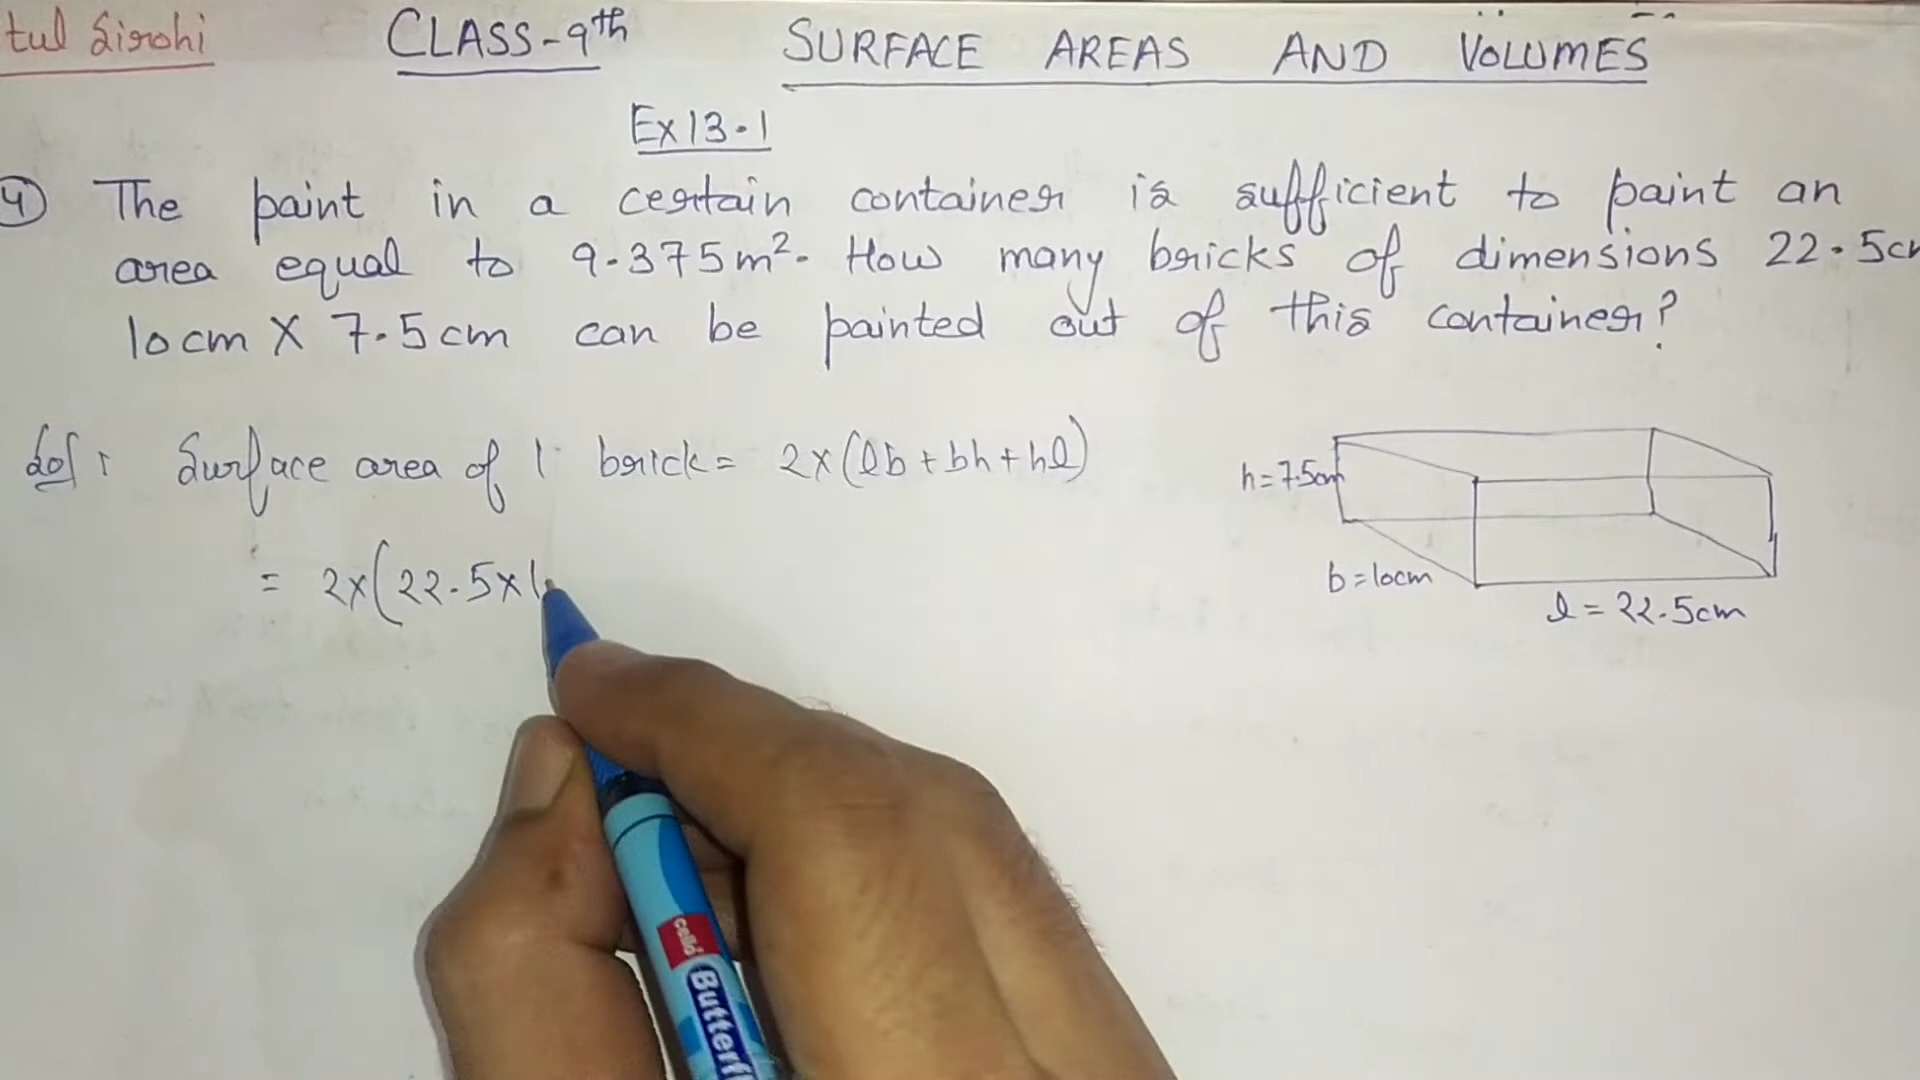 tul Sirohi CLASS-9th SURFACE AREAS AND VOLUMES
Ex 13.1
4) The paint in a certain container is sufficient to paint an
area equal to 9.375m². How many bricks of dimensions 22.5cm
10cm X 7.5cm can be painted out of this container?
Sol: Surface area of 1 brick = 2x(lb+bh+hl)
h=7.5cm
= 2x(22.5x1
b=10cm
l = 22.5cm
cello
Butterfl